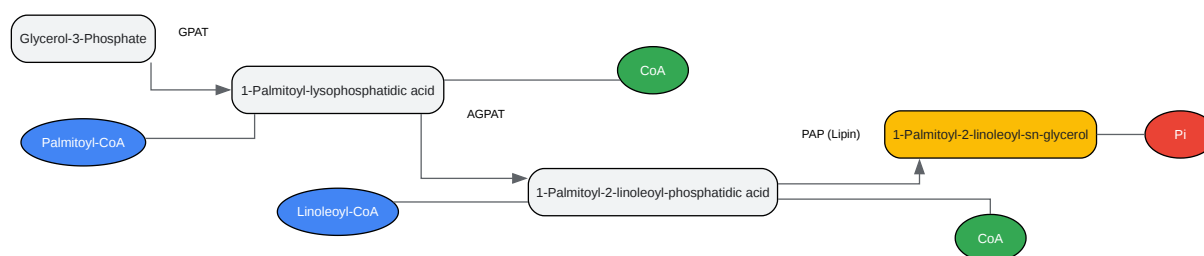 Glycerol-3-Phosphate
GPAT
CoA
1-Palmitoyl-lysophosphatidic acid
AGPAT
Palmitoyl-CoA
PAP (Lipin)
1-Palmitoyl-2-linoleoyl-sn-glycerol
Pi
1-Palmitoyl-2-linoleoyl-phosphatidic acid
Linoleoyl-CoA
CoA